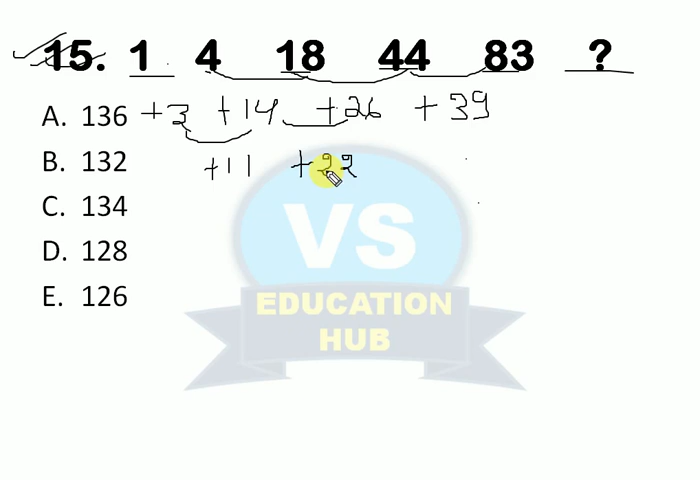 15. 1 4 18 44 83 ?
A. 136 +3 +14 +26 +39
B. 132 +11 +22
C. 134
D. 128
E. 126
VS
EDUCATION
HUB